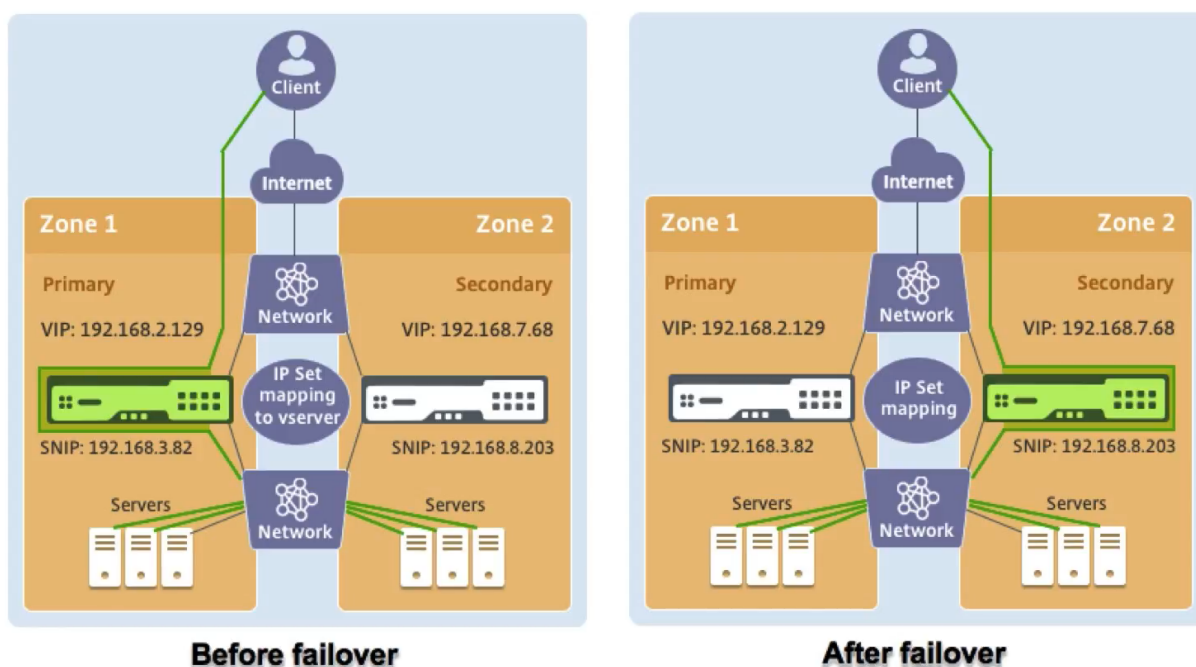 Client
Internet
Zone 1
Zone 2
Primary
Secondary
Network
VIP: 192.168.2.129
VIP: 192.168.7.68
IP Set
mapping
to vserver
SNIP: 192.168.3.82
SNIP: 192.168.8.203
Servers
Servers
Network
Before failover
Client
Internet
Zone 1
Zone 2
Primary
Secondary
Network
VIP: 192.168.2.129
VIP: 192.168.7.68
IP Set
mapping
SNIP: 192.168.3.82
SNIP: 192.168.8.203
Servers
Servers
Network
After failover